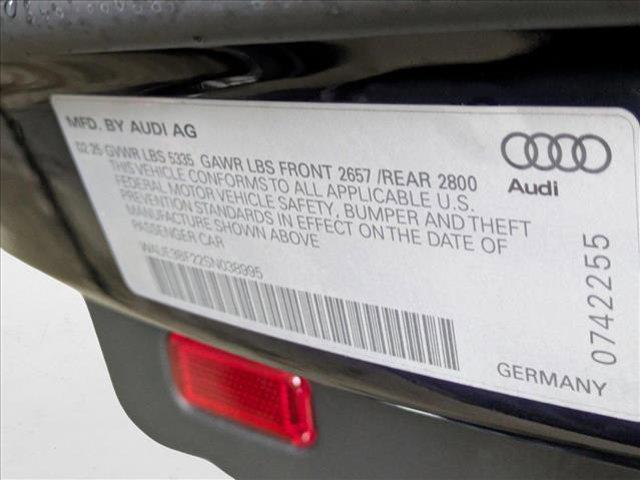 MFD. BY AUDI AG
02.25 GVWR LBS 5335 GAWR LBS FRONT 2657 /REAR 2800
THIS VEHICLE CONFORMS TO ALL APPLICABLE U.S.
FEDERAL MOTOR VEHICLE SAFETY, BUMPER AND THEFT
PREVENTION STANDARDS IN EFFECT ON THE DATE OF
MANUFACTURE SHOWN ABOVE
PASSENGER CAR
WAUE3BF22SN038995
Audi
0742255
GERMANY